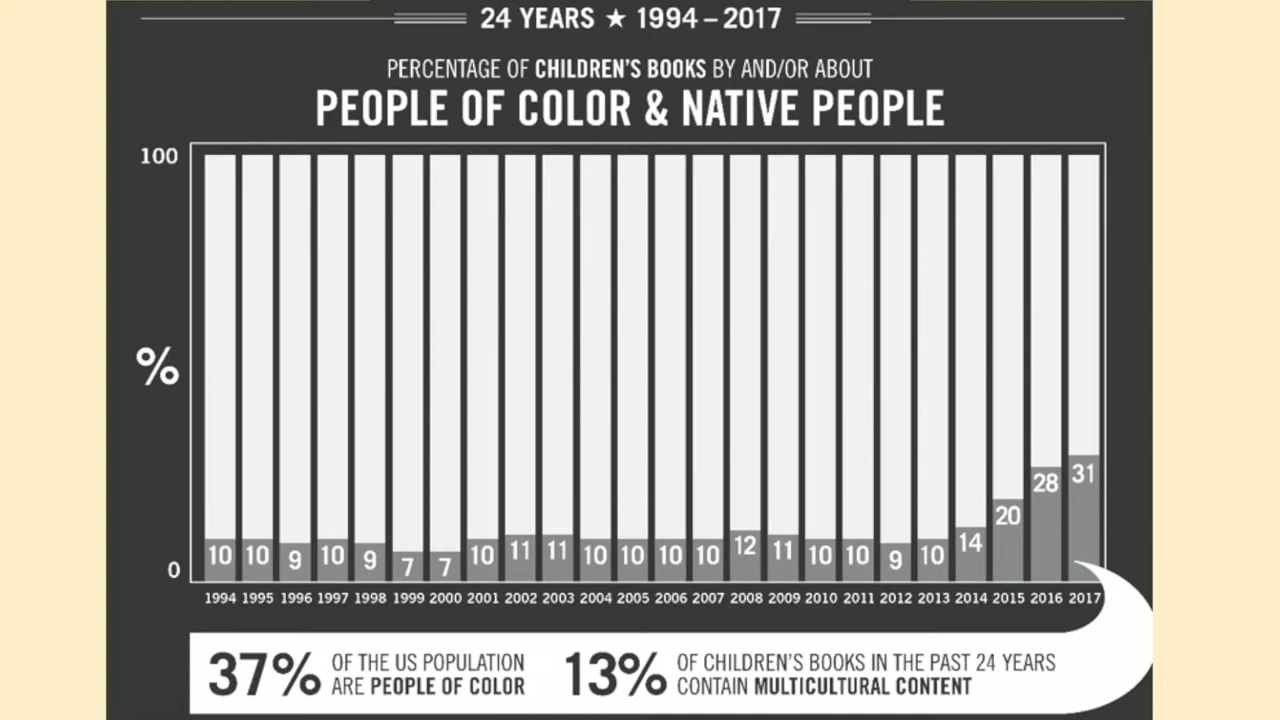 24 YEARS ★ 1994–2017
PERCENTAGE OF CHILDREN'S BOOKS BY AND/OR ABOUT
PEOPLE OF COLOR & NATIVE PEOPLE
100
%
0
10 10 9 10 9 7 7 10 11 11 10 10 10 10 12 11 10 10 9 10 14 20 28 31
1994 1995 1996 1997 1998 1999 2000 2001 2002 2003 2004 2005 2006 2007 2008 2009 2010 2011 2012 2013 2014 2015 2016 2017
37% OF THE US POPULATION
ARE PEOPLE OF COLOR
13% OF CHILDREN'S BOOKS IN THE PAST 24 YEARS
CONTAIN MULTICULTURAL CONTENT